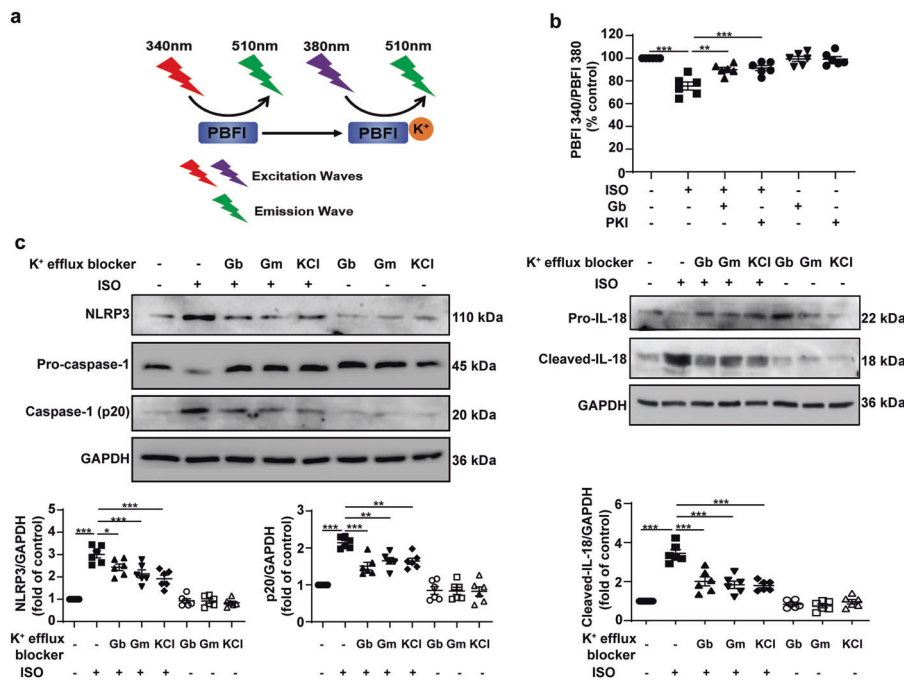 a
340nm 510nm 380nm 510nm
PBFI PBFI K+
Excitation Waves
Emission Wave
b
PBFI 340/PBFI 380
(% control)
120
100
80
60
40
20
0
*** ** ***
ISO - + + + - -
Gb - - + - + -
PKI - - - + - +
c
K+ efflux blocker - - Gb Gm KCl Gb Gm KCl
ISO - + + + + - - -
NLRP3 110 kDa
Pro-caspase-1 45 kDa
Caspase-1 (p20) 20 kDa
GAPDH 36 kDa
K+ efflux blocker - - Gb Gm KCl Gb Gm KCl
ISO - + + + + - - -
Pro-IL-18 22 kDa
Cleaved-IL-18 18 kDa
GAPDH 36 kDa
NLRP3/GAPDH
(fold of control)
5
4
3
2
1
0
*** * *** ***
K+ efflux
blocker
- - Gb Gm KCl Gb Gm KCl
ISO - + + + + - - -
p20/GAPDH
(fold of control)
3
2
1
0
*** *** ** **
- - Gb Gm KCl Gb Gm KCl
- + + + + - - -
Cleaved-IL-18/GAPDH
(fold of control)
6
4
2
0
*** *** *** ***
K+ efflux
blocker
- - Gb Gm KCl Gb Gm KCl
ISO - + + + + - - -